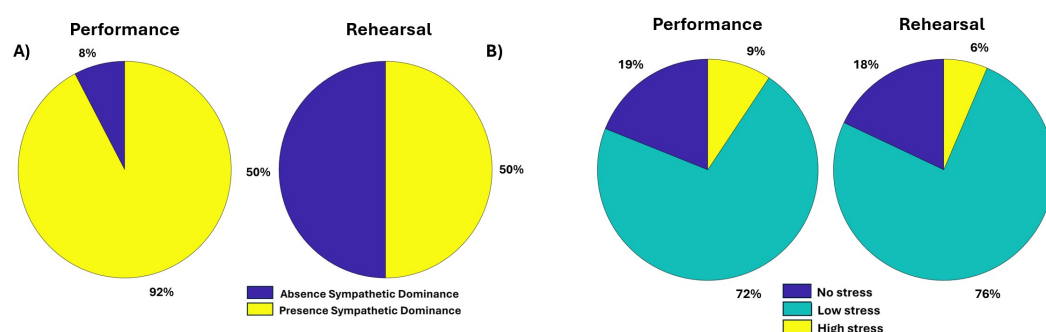 Performance
Rehearsal
A)
8%
92%
50%
50%
Absence Sympathetic Dominance
Presence Sympathetic Dominance
B)
Performance
Rehearsal
19%
9%
72%
18%
6%
76%
No stress
Low stress
High stress